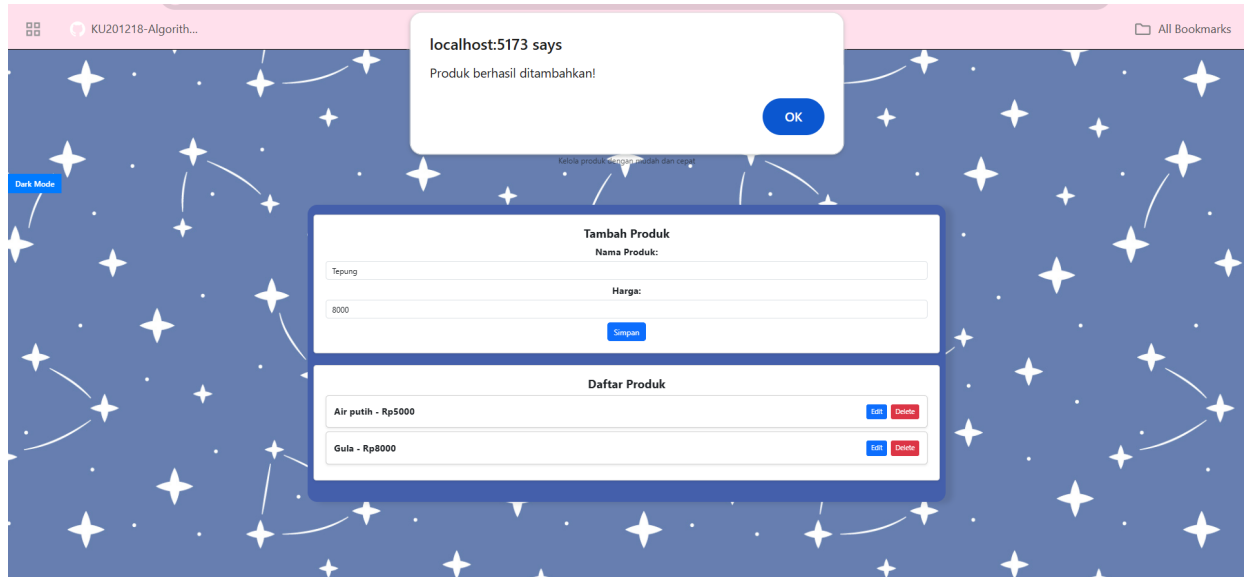 KU201218-Algorith...
All Bookmarks
localhost:5173 says
Produk berhasil ditambahkan!
OK
Kelola produk dengan mudah dan cepat
Dark Mode
Tambah Produk
Nama Produk:
Tepung
Harga:
8000
Simpan
Daftar Produk
Air putih - Rp5000
Edit
Delete
Gula - Rp8000
Edit
Delete